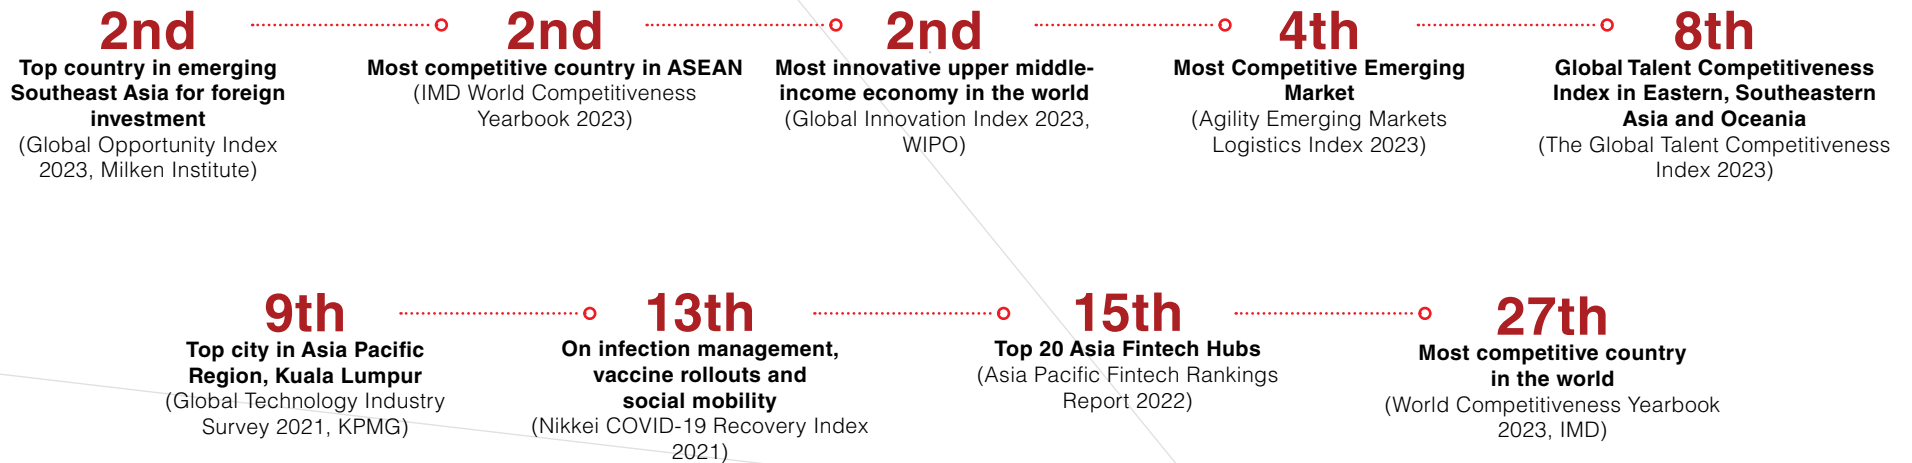 2nd
Top country in emerging
Southeast Asia for foreign
investment
(Global Opportunity Index
2023, Milken Institute)
2nd
Most competitive country in ASEAN
(IMD World Competitiveness
Yearbook 2023)
2nd
Most innovative upper middle-
income economy in the world
(Global Innovation Index 2023,
WIPO)
4th
Most Competitive Emerging
Market
(Agility Emerging Markets
Logistics Index 2023)
8th
Global Talent Competitiveness
Index in Eastern, Southeastern
Asia and Oceania
(The Global Talent Competitiveness
Index 2023)
9th
Top city in Asia Pacific
Region, Kuala Lumpur
(Global Technology Industry
Survey 2021, KPMG)
13th
On infection management,
vaccine rollouts and
social mobility
(Nikkei COVID-19 Recovery Index
2021)
15th
Top 20 Asia Fintech Hubs
(Asia Pacific Fintech Rankings
Report 2022)
27th
Most competitive country
in the world
(World Competitiveness Yearbook
2023, IMD)